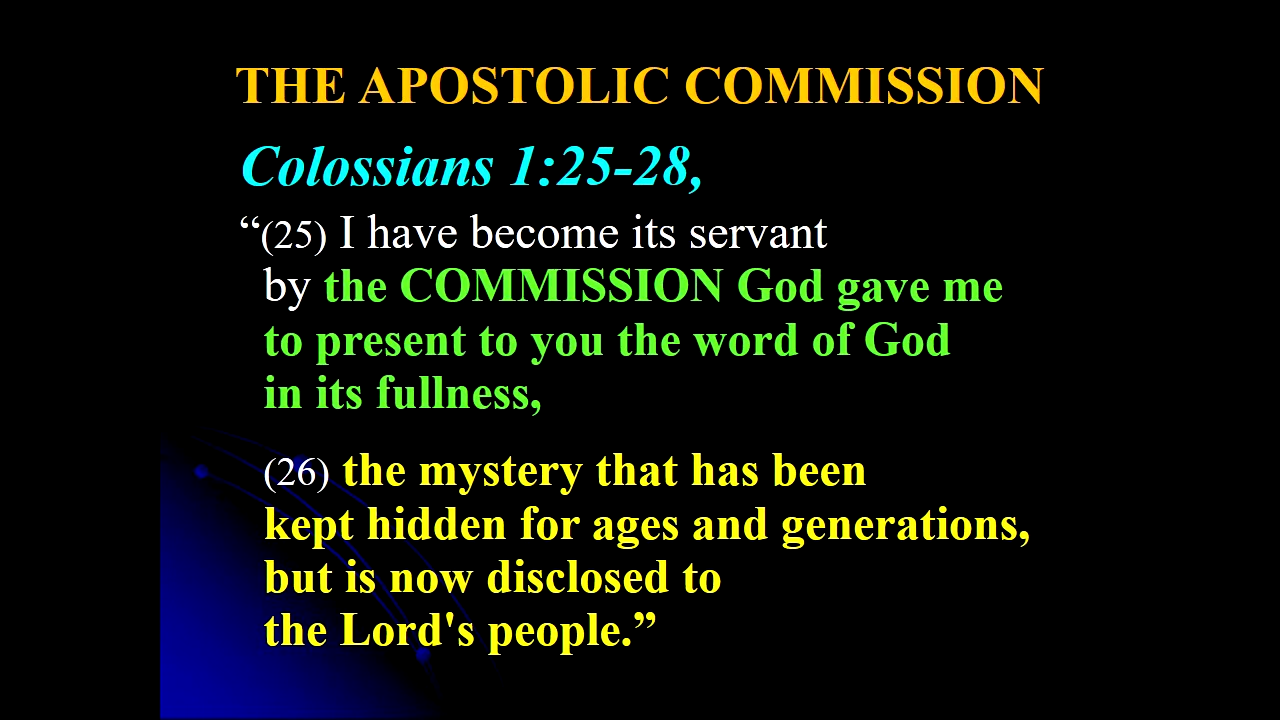 THE APOSTOLIC COMMISSION
Colossians 1:25-28,
“(25) I have become its servant
by the COMMISSION God gave me
to present to you the word of God
in its fullness,
(26) the mystery that has been
kept hidden for ages and generations,
but is now disclosed to
the Lord's people.”